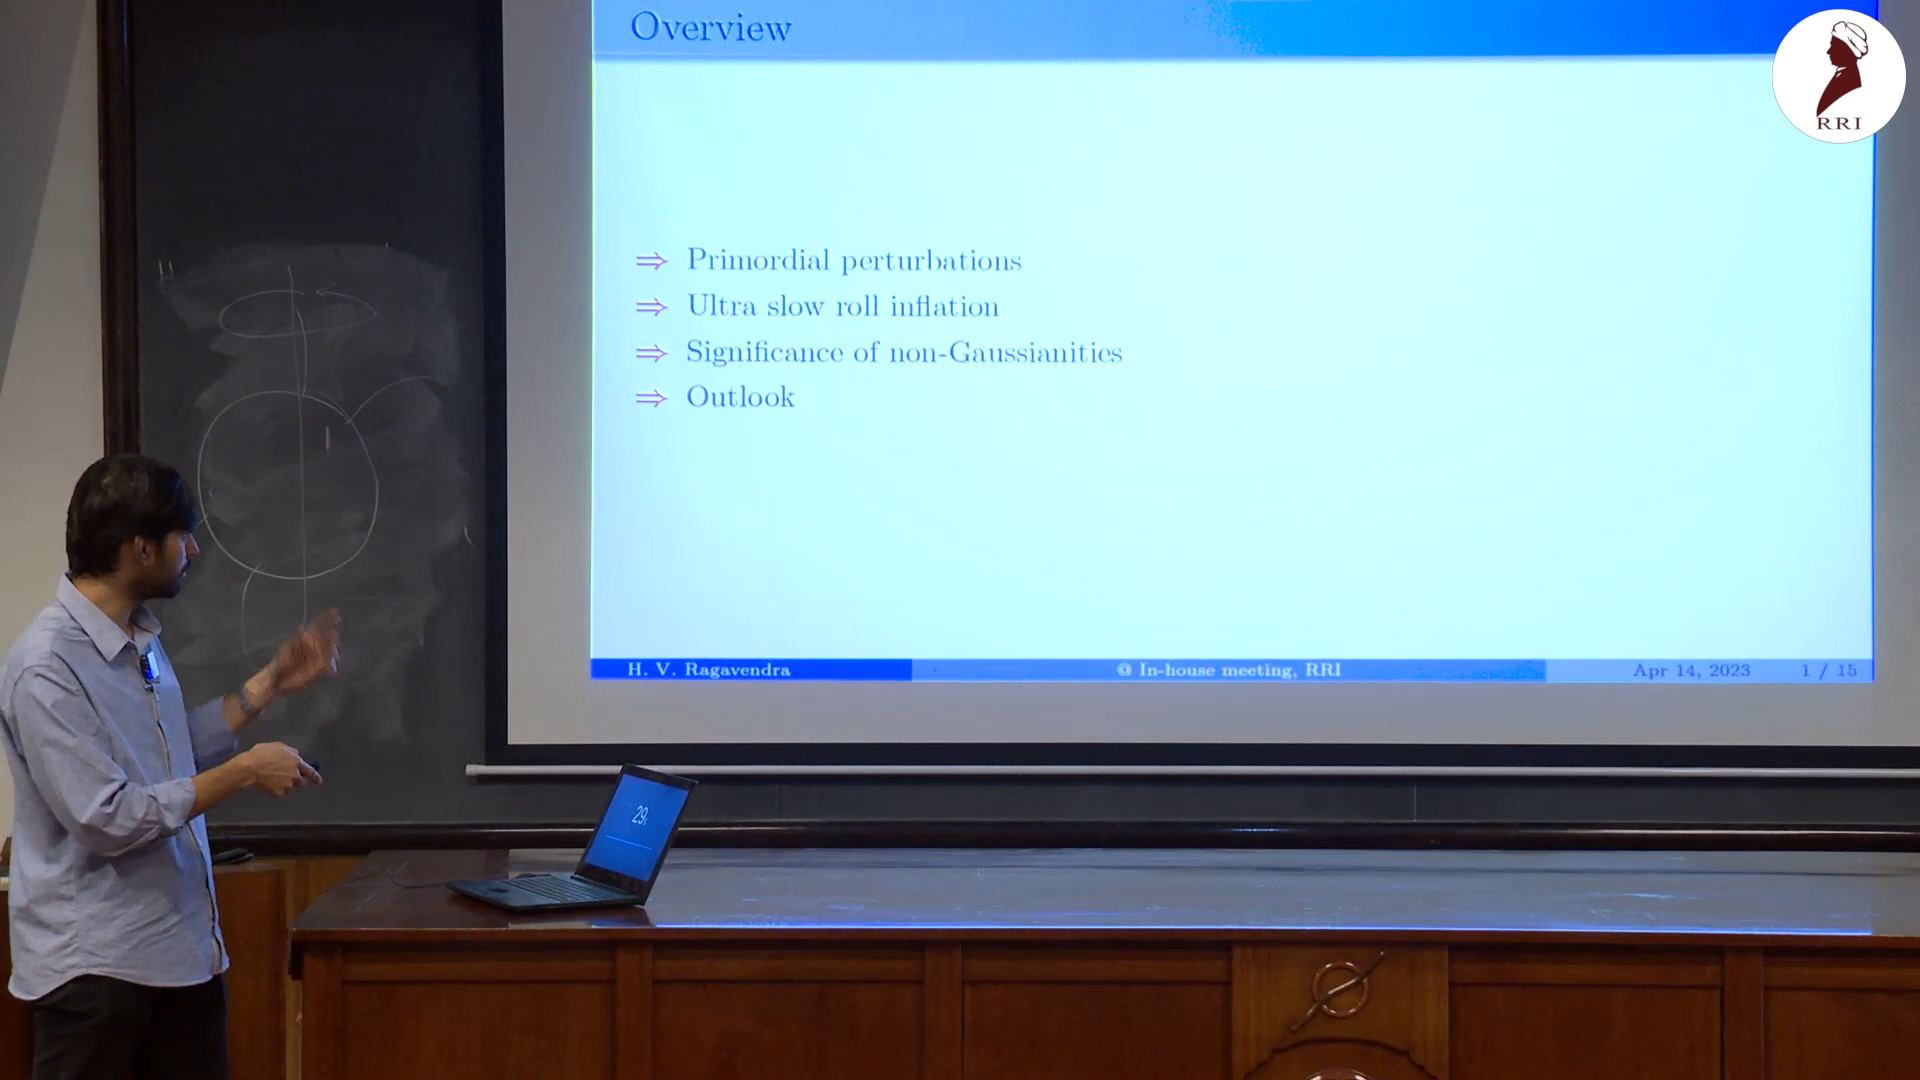 Overview
RRI
⇒ Primordial perturbations
⇒ Ultra slow roll inflation
⇒ Significance of non-Gaussianities
⇒ Outlook
H. V. Ragavendra @ In-house meeting, RRI Apr 14, 2023 1 / 15
29